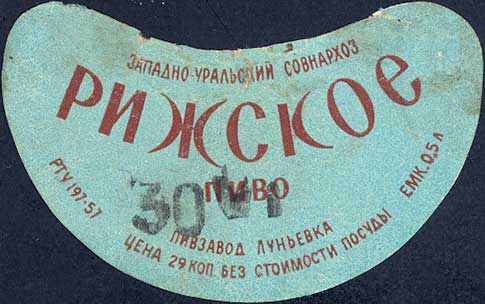 ЗАПАДНО-УРАЛЬСКИЙ СОВНАРХОЗ
РИЖСКОЕ
ПИВО
РТУ 197-57
ЕМК. 0,5 Л
30
ПИВЗАВОД ЛУНЬЕВКА
ЦЕНА 29 КОП. БЕЗ СТОИМОСТИ ПОСУДЫ